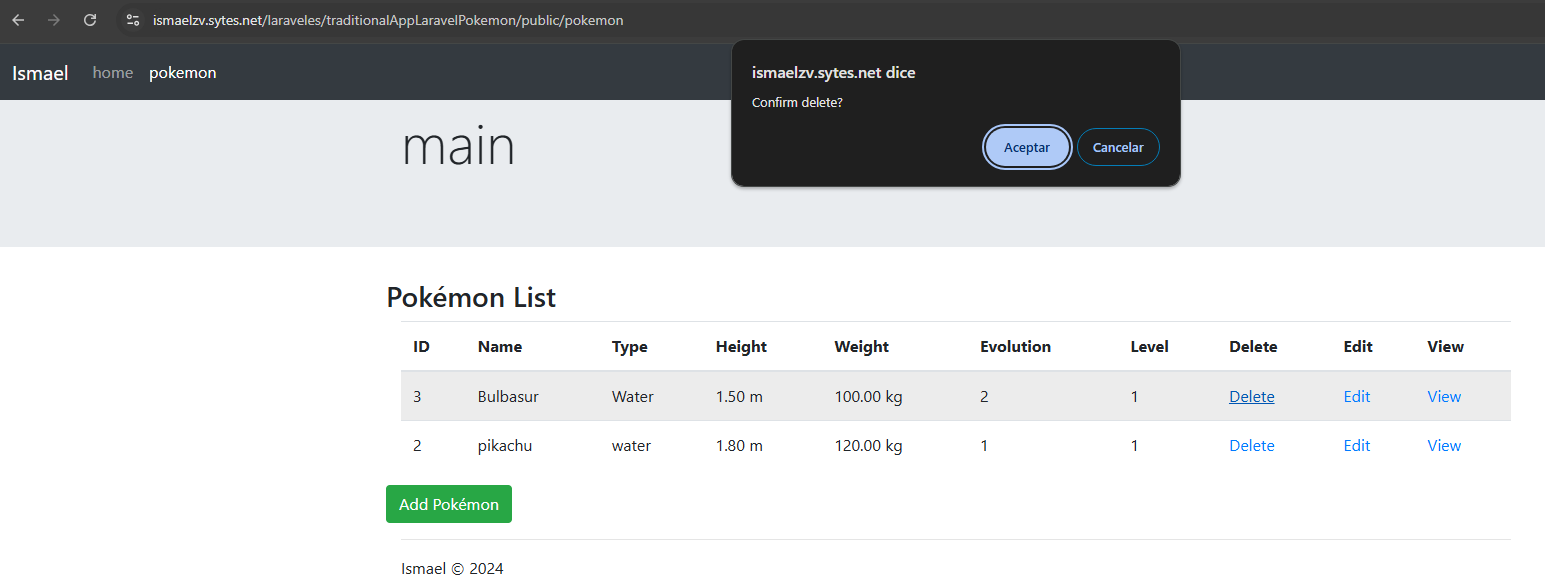 ismaelzv.sytes.net/laraveles/traditionalAppLaravelPokemon/public/pokemon
Ismael home pokemon
ismaelzv.sytes.net dice
Confirm delete?
Aceptar Cancelar
main
Pokémon List
ID Name Type Height Weight Evolution Level Delete Edit View
3 Bulbasur Water 1.50 m 100.00 kg 2 1 Delete Edit View
2 pikachu water 1.80 m 120.00 kg 1 1 Delete Edit View
Add Pokémon
Ismael © 2024